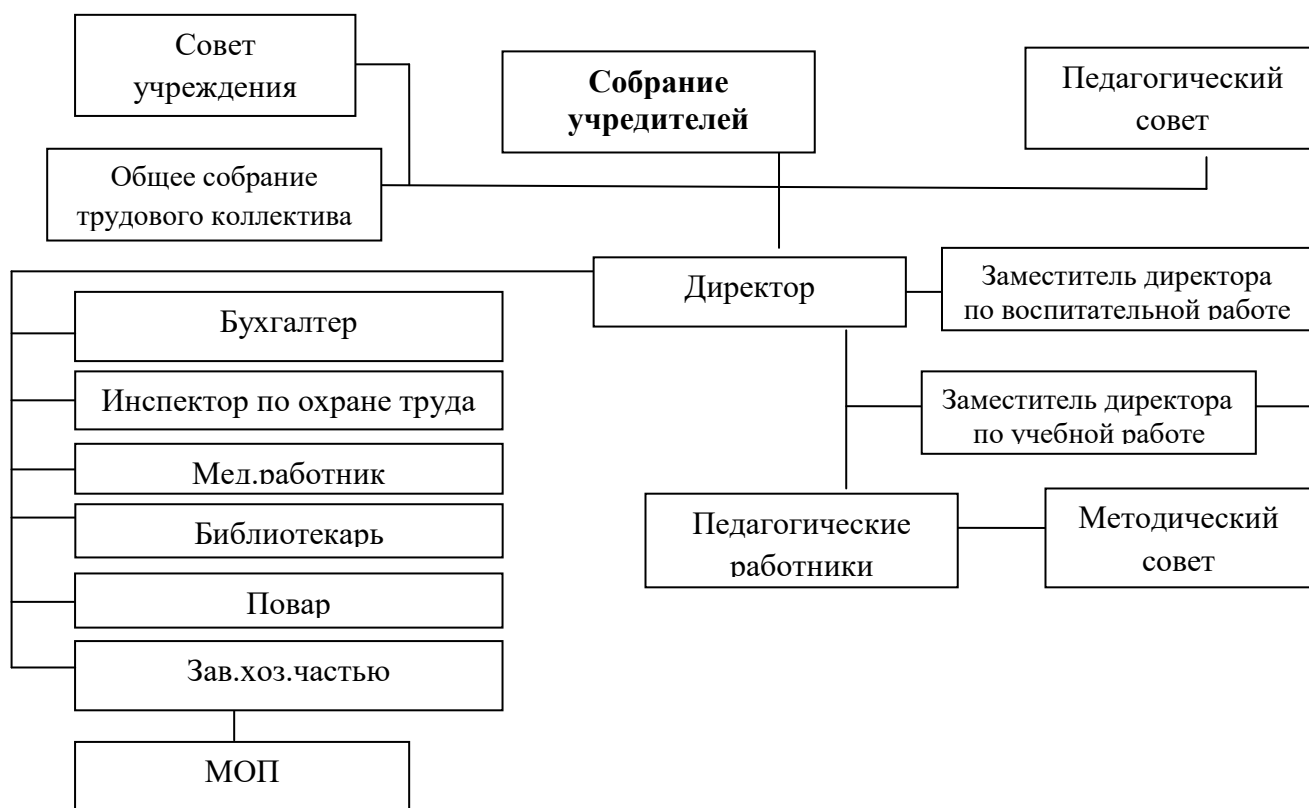 Совет
учреждения
Собрание
учредителей
Педагогический
совет
Общее собрание
трудового коллектива
Директор
Заместитель директора
по воспитательной работе
Бухгалтер
Инспектор по охране труда
Заместитель директора
по учебной работе
Мед.работник
Библиотекарь
Педагогические
работники
Методический
совет
Повар
Зав.хоз.частью
МОП